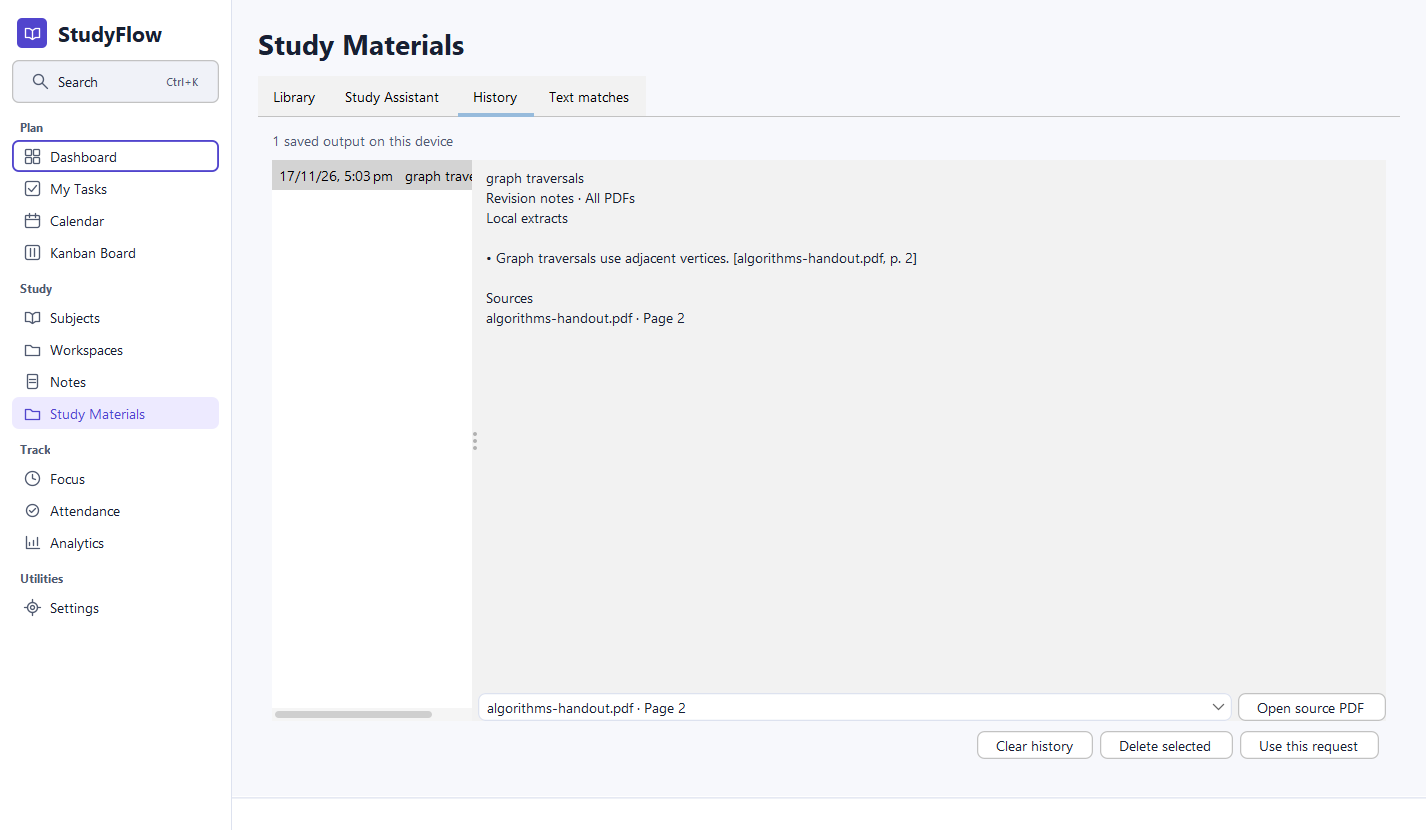 StudyFlow
Search Ctrl+K
Plan
Dashboard
My Tasks
Calendar
Kanban Board
Study
Subjects
Workspaces
Notes
Study Materials
Track
Focus
Attendance
Analytics
Utilities
Settings
Study Materials
Library Study Assistant History Text matches
1 saved output on this device
17/11/26, 5:03 pm graph trave
graph traversals
Revision notes · All PDFs
Local extracts
• Graph traversals use adjacent vertices. [algorithms-handout.pdf, p. 2]
Sources
algorithms-handout.pdf · Page 2
algorithms-handout.pdf · Page 2 Open source PDF
Clear history Delete selected Use this request